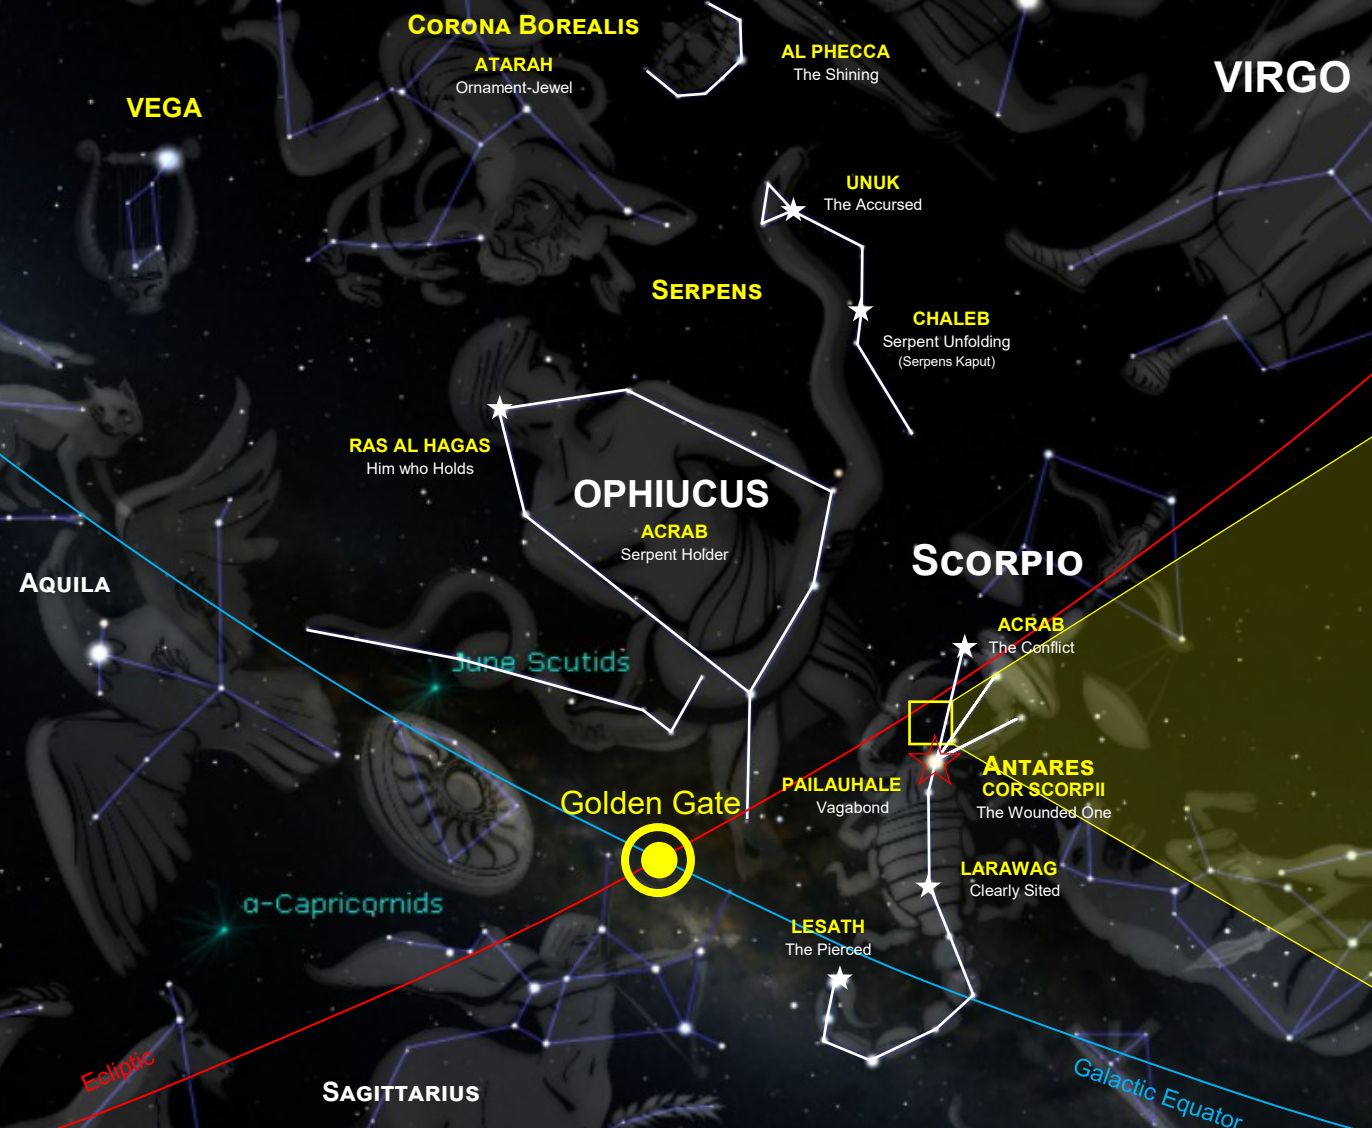 CORONA BOREALIS
ATARAH
Ornament-Jewel
AL PHECCA
The Shining
VIRGO
VEGA
UNUK
The Accursed
SERPENS
CHALEB
Serpent Unfolding
(Serpens Kaput)
RAS AL HAGAS
Him who Holds
OPHIUCUS
ACRAB
Serpent Holder
SCORPIO
AQUILA
ACRAB
The Conflict
June Scutids
ANTARES
COR SCORPII
The Wounded One
PAILAUHALE
Vagabond
Golden Gate
LARAWAG
Clearly Sited
α-Capricornids
LESATH
The Pierced
Ecliptic
SAGITTARIUS
Galactic Equator